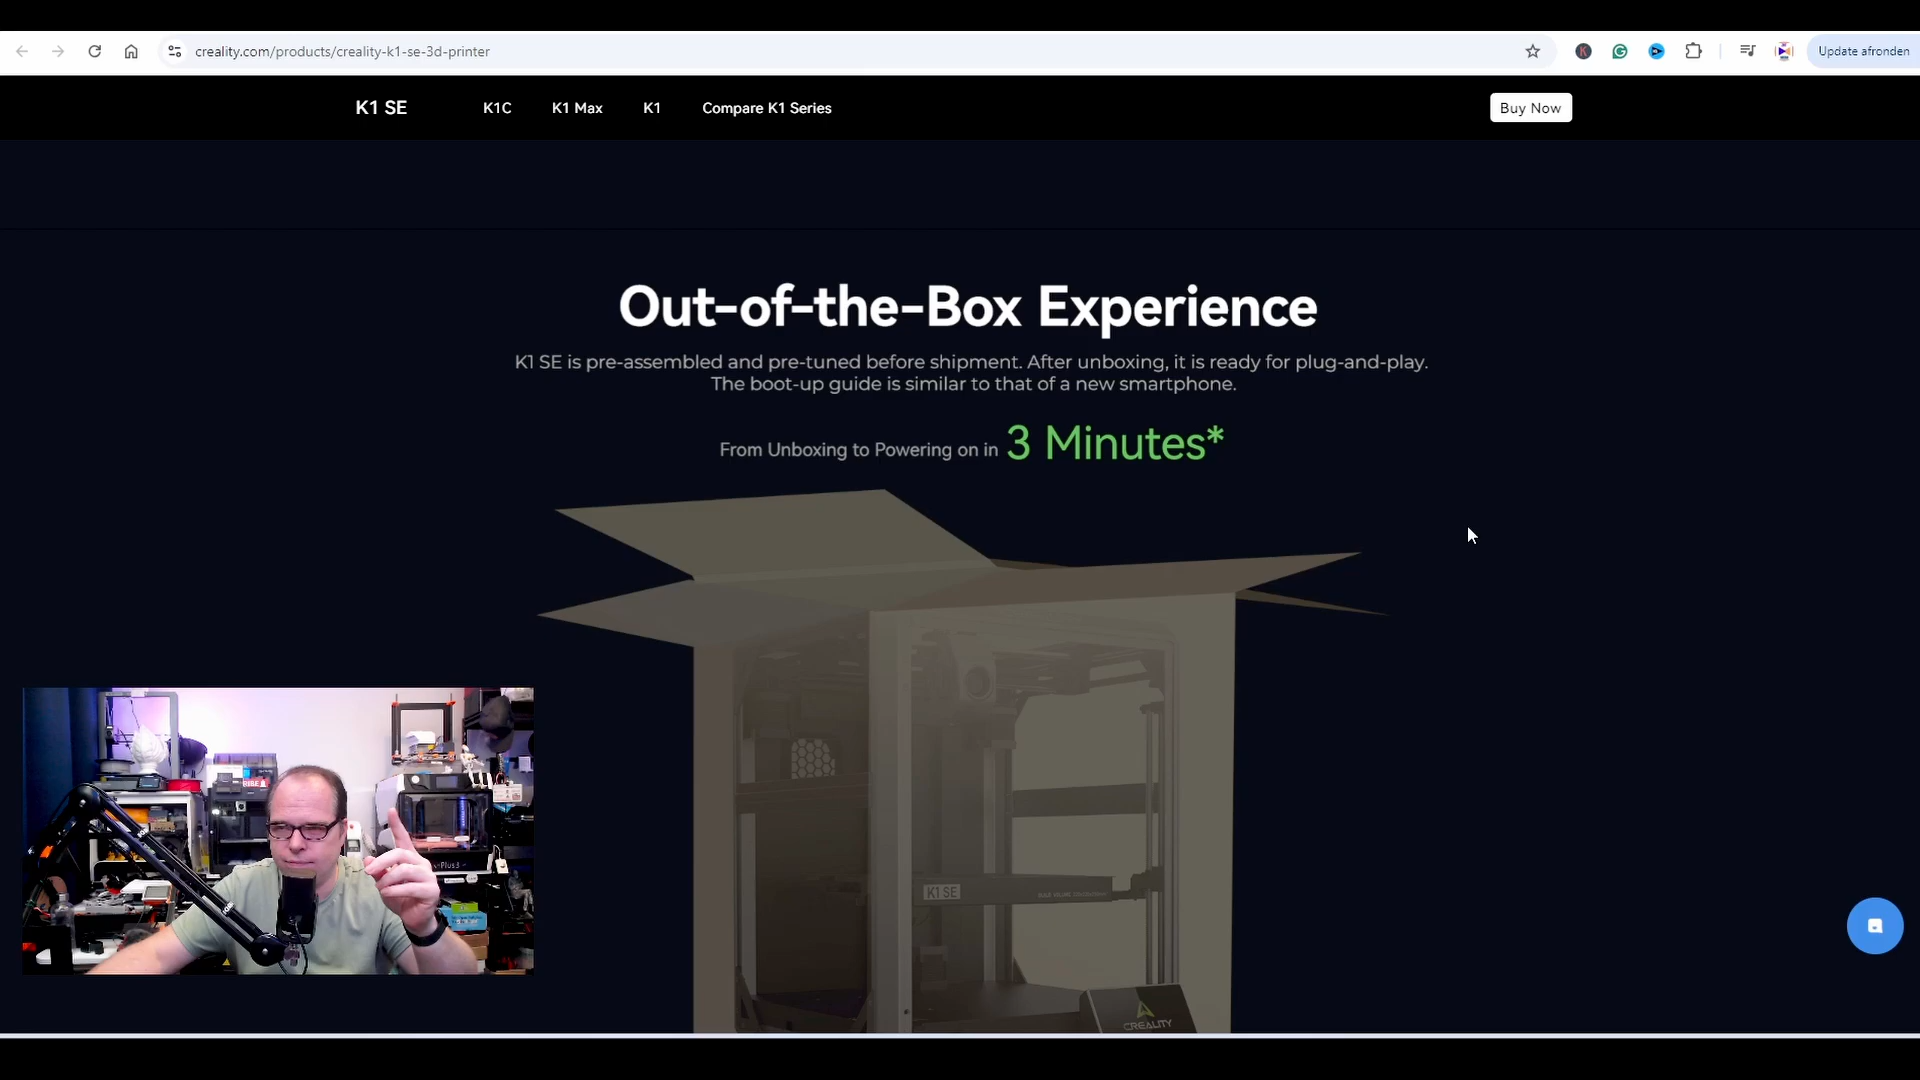 creality.com/products/creality-k1-se-3d-printer
Update afronden
K1 SE
K1C
K1 Max
K1
Compare K1 Series
Buy Now
Out-of-the-Box Experience
K1 SE is pre-assembled and pre-tuned before shipment. After unboxing, it is ready for plug-and-play.
The boot-up guide is similar to that of a new smartphone.
From Unboxing to Powering on in 3 Minutes*
K1 SE
CREALITY